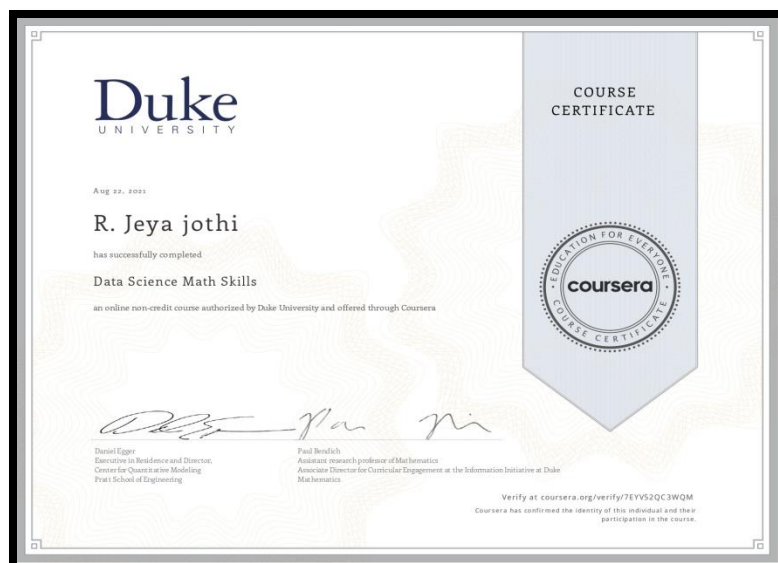 Duke
UNIVERSITY
COURSE
CERTIFICATE
Aug 22, 2021
R. Jeya jothi
has successfully completed
Data Science Math Skills
an online non-credit course authorized by Duke University and offered through Coursera
EDUCATION FOR EVERYONE
coursera
COURSE CERTIFICATE
Daniel Egger
Executive in Residence and Director,
Center for Quantitative Modeling
Pratt School of Engineering
Paul Bendich
Assistant research professor of Mathematics
Associate Director for Curricular Engagement at the Information Initiative at Duke
Mathematics
Verify at coursera.org/verify/7EYV52QC3WQM
Coursera has confirmed the identity of this individual and their
participation in the course.